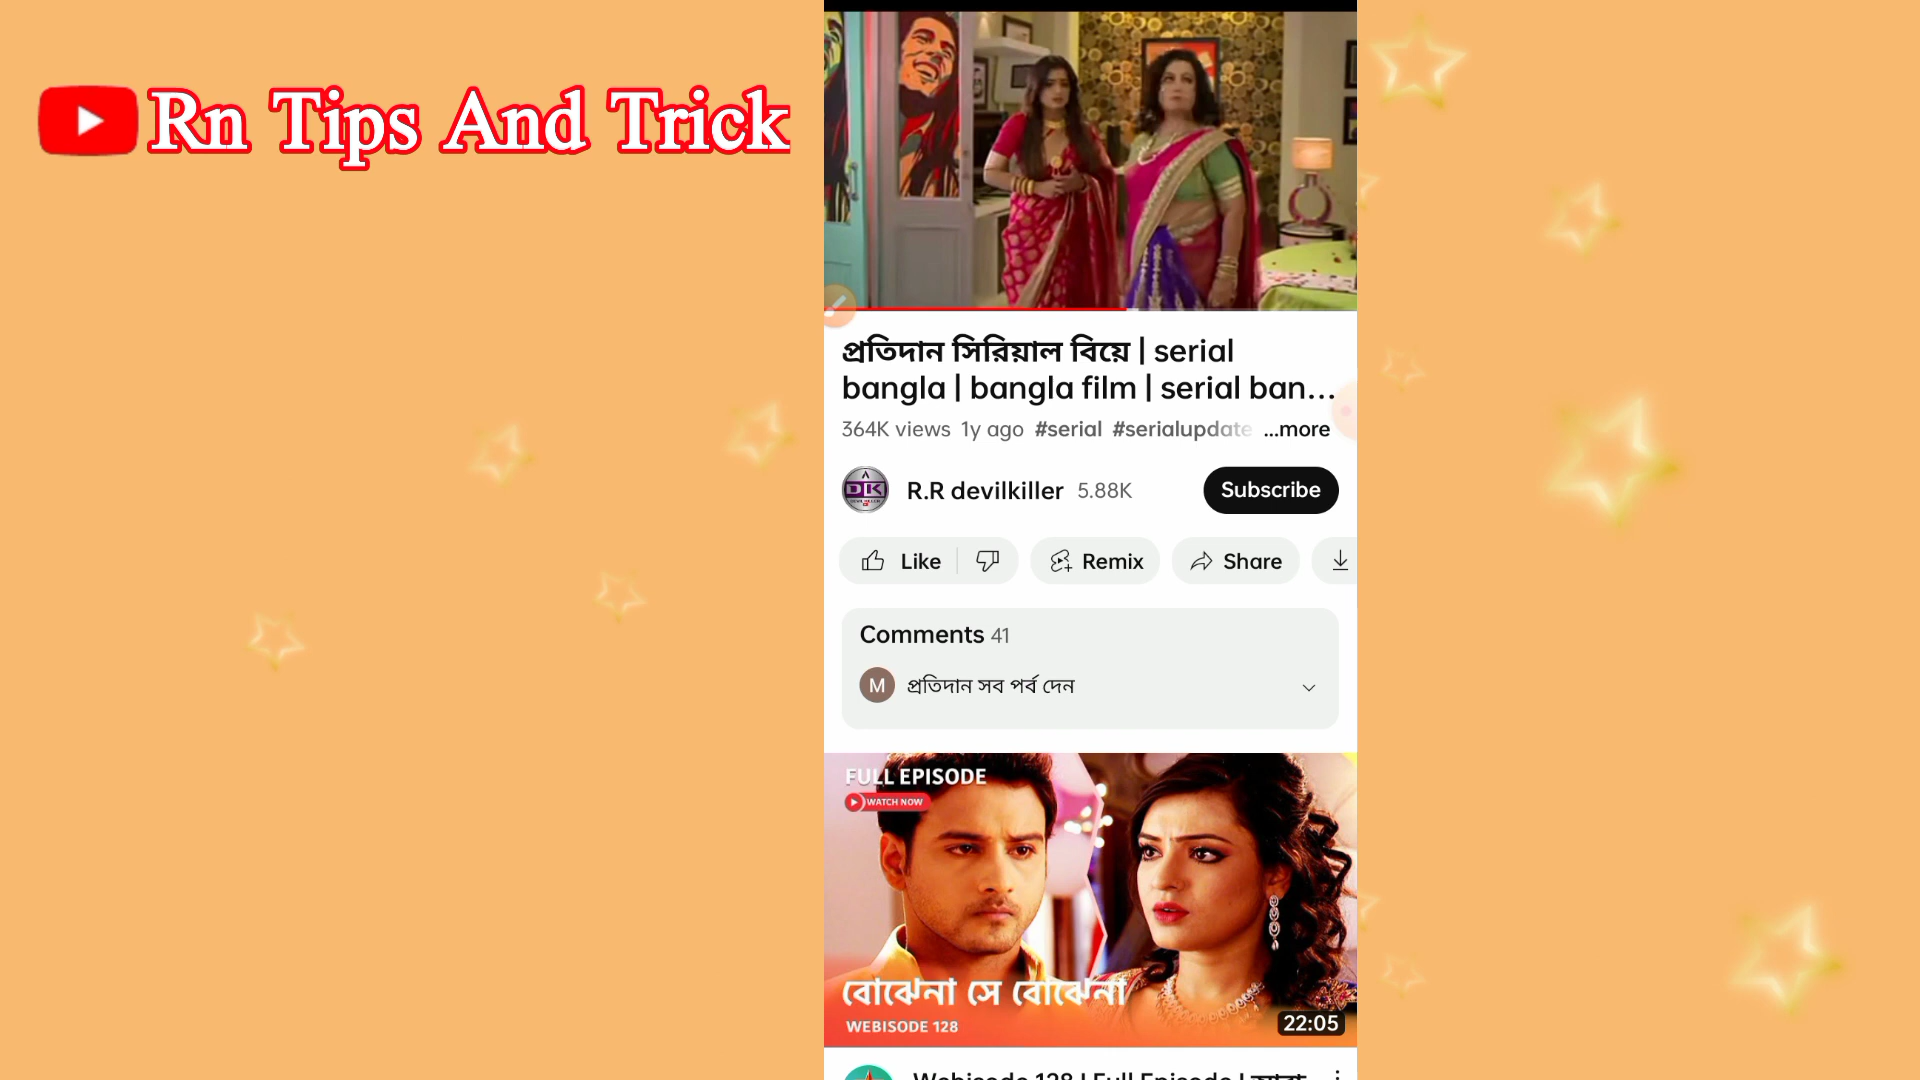 Rn Tips And Trick
প্রতিদান সিরিয়াল বিয়ে | serial
bangla | bangla film | serial ban...
364K views 1y ago #serial #serialupdate ...more
DK
R.R devilkiller 5.88K
Subscribe
Like
Remix
Share
Comments 41
M প্রতিদান সব পর্ব দেন
FULL EPISODE
WATCH NOW
বোঝেনা সে বোঝেনা
WEBISODE 128
22:05
Webisode 128 | Full Episode |